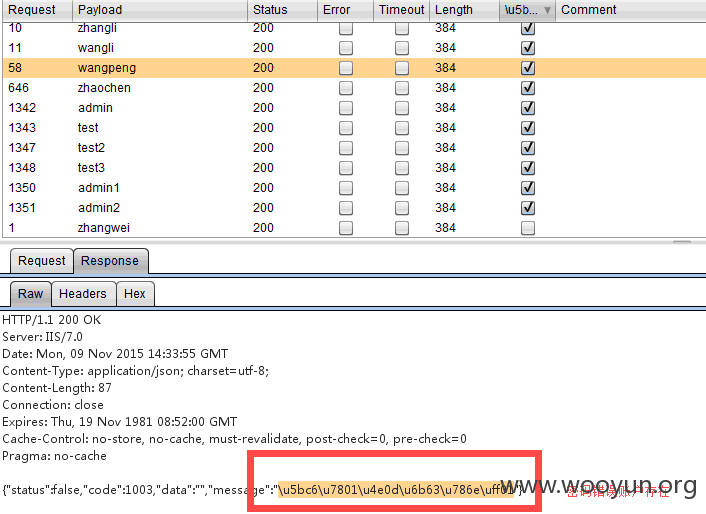 Request Payload Status Error Timeout Length \u5b... Comment
10 zhangli 200 384
11 wangli 200 384
58 wangpeng 200 384
646 zhaochen 200 384
1342 admin 200 384
1343 test 200 384
1347 test2 200 384
1348 test3 200 384
1350 admin1 200 384
1351 admin2 200 384
1 zhangwei 200 384
Request Response
Raw Headers Hex
HTTP/1.1 200 OK
Server: IIS/7.0
Date: Mon, 09 Nov 2015 14:33:55 GMT
Content-Type: application/json; charset=utf-8;
Content-Length: 87
Connection: close
Expires: Thu, 19 Nov 1981 08:52:00 GMT
Cache-Control: no-store, no-cache, must-revalidate, post-check=0, pre-check=0
Pragma: no-cache
{"status":false,"code":1003,"data":"","message":"\u5bc6\u7801\u4e0d\u6b63\u786e\uff01"} 密码错误账户存在
www.wooyun.org